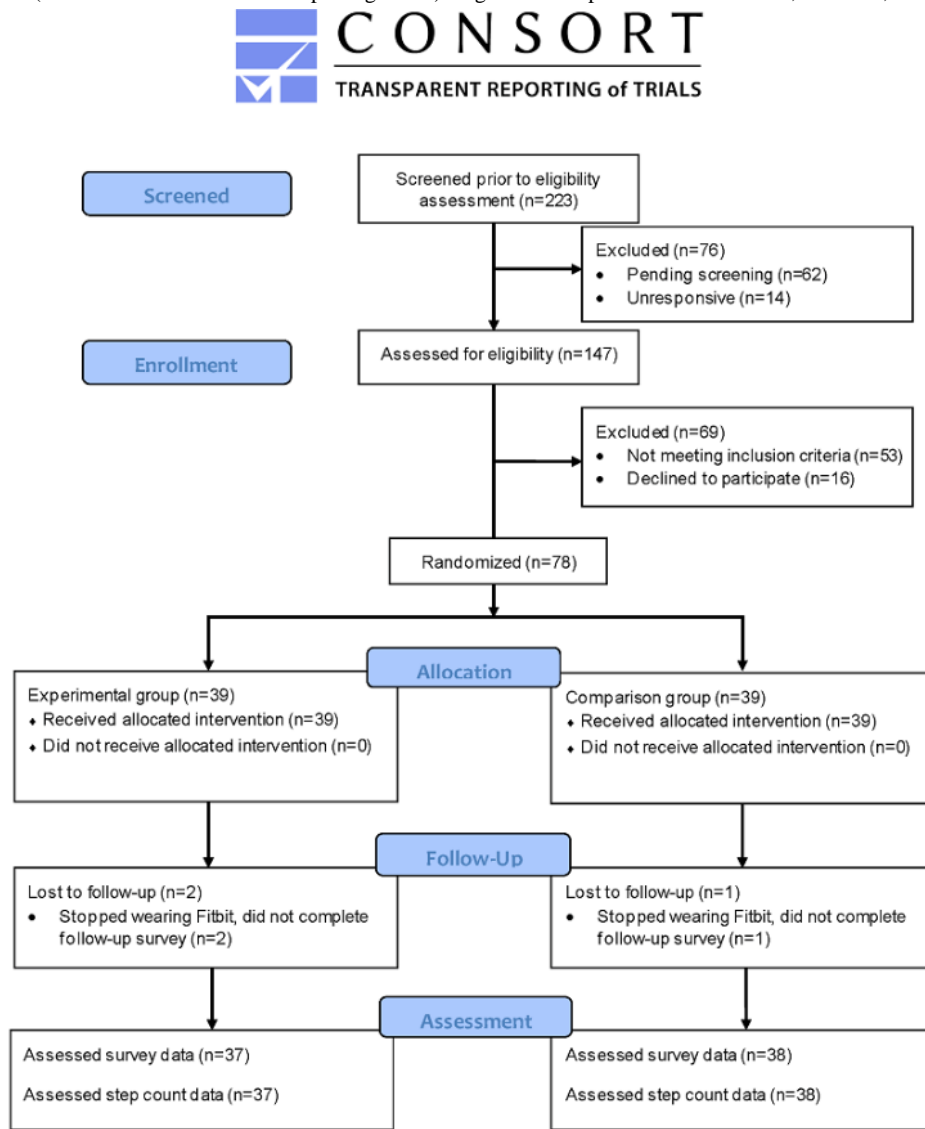 CONSORT
TRANSPARENT REPORTING of TRIALS
Screened
Screened prior to eligibility
assessment (n=223)
Excluded (n=76)
• Pending screening (n=62)
• Unresponsive (n=14)
Enrollment
Assessed for eligibility (n=147)
Excluded (n=69)
• Not meeting inclusion criteria (n=53)
• Declined to participate (n=16)
Randomized (n=78)
Allocation
Experimental group (n=39)
♦ Received allocated intervention (n=39)
♦ Did not receive allocated intervention (n=0)
Comparison group (n=39)
♦ Received allocated intervention (n=39)
♦ Did not receive allocated intervention (n=0)
Follow-Up
Lost to follow-up (n=2)
• Stopped wearing Fitbit, did not complete
follow-up survey (n=2)
Lost to follow-up (n=1)
• Stopped wearing Fitbit, did not complete
follow-up survey (n=1)
Assessment
Assessed survey data (n=37)
Assessed step count data (n=37)
Assessed survey data (n=38)
Assessed step count data (n=38)